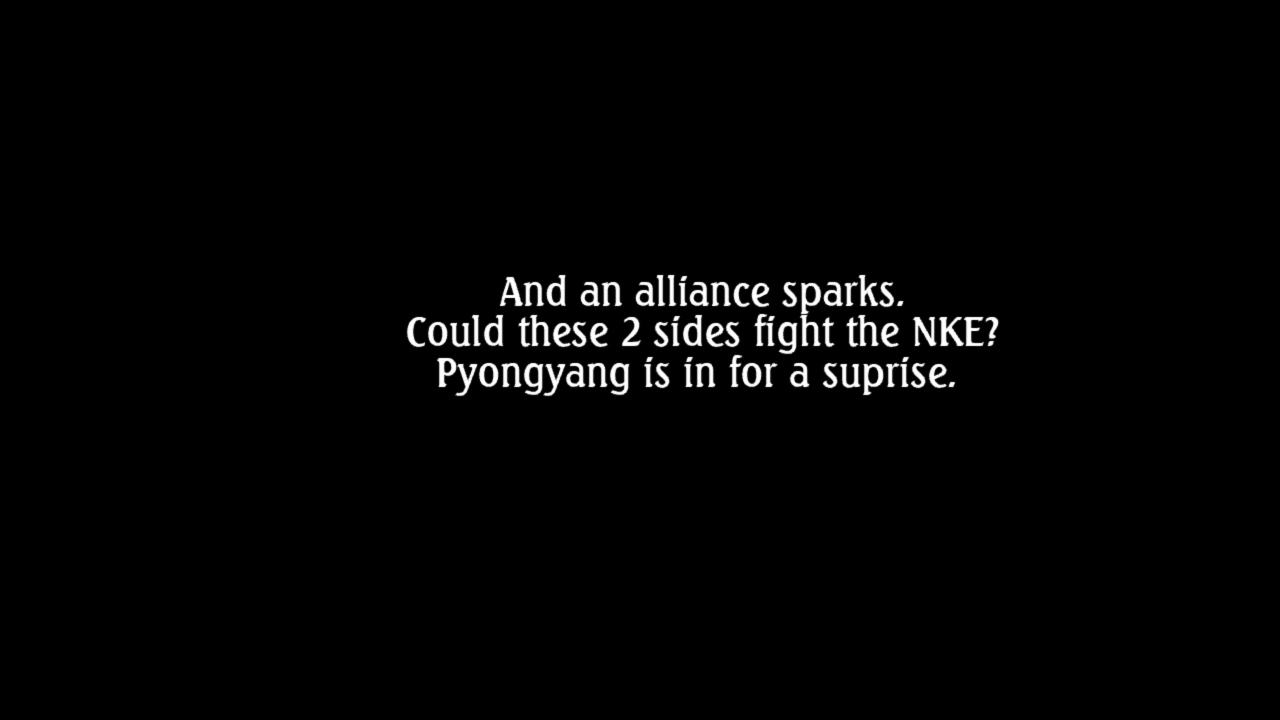 And an alliance sparks.
Could these 2 sides fight the NKE?
Pyongyang is in for a suprise.